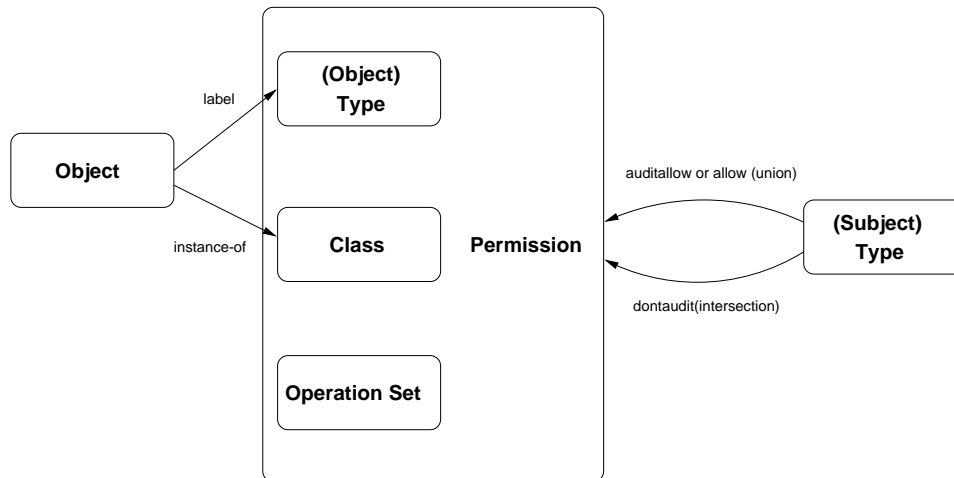 (Object)
Type
label
Object
auditallow or allow (union)
(Subject)
Type
instance-of
Class
Permission
dontaudit(intersection)
Operation Set